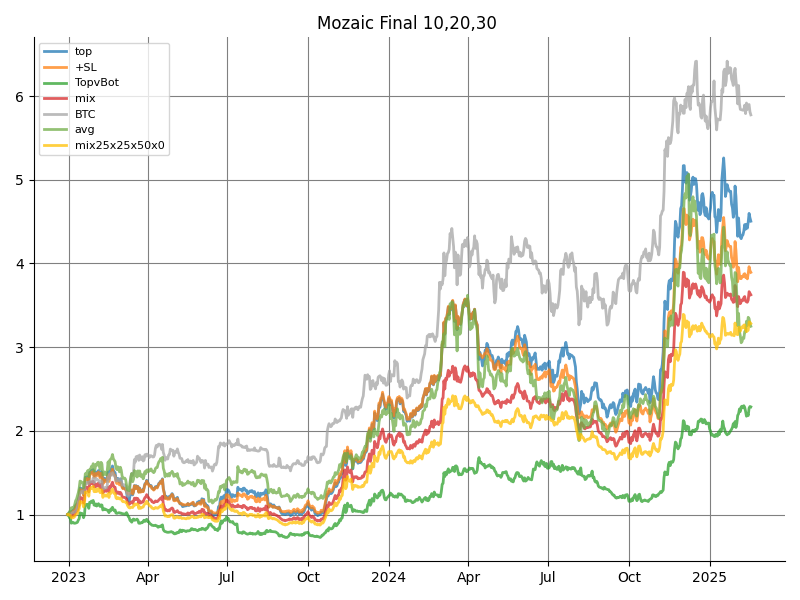 Mozaic Final 10,20,30
top
+SL
TopvBot
mix
BTC
avg
mix25x25x50x0
6
5
4
3
2
1
2023 Apr Jul Oct 2024 Apr Jul Oct 2025